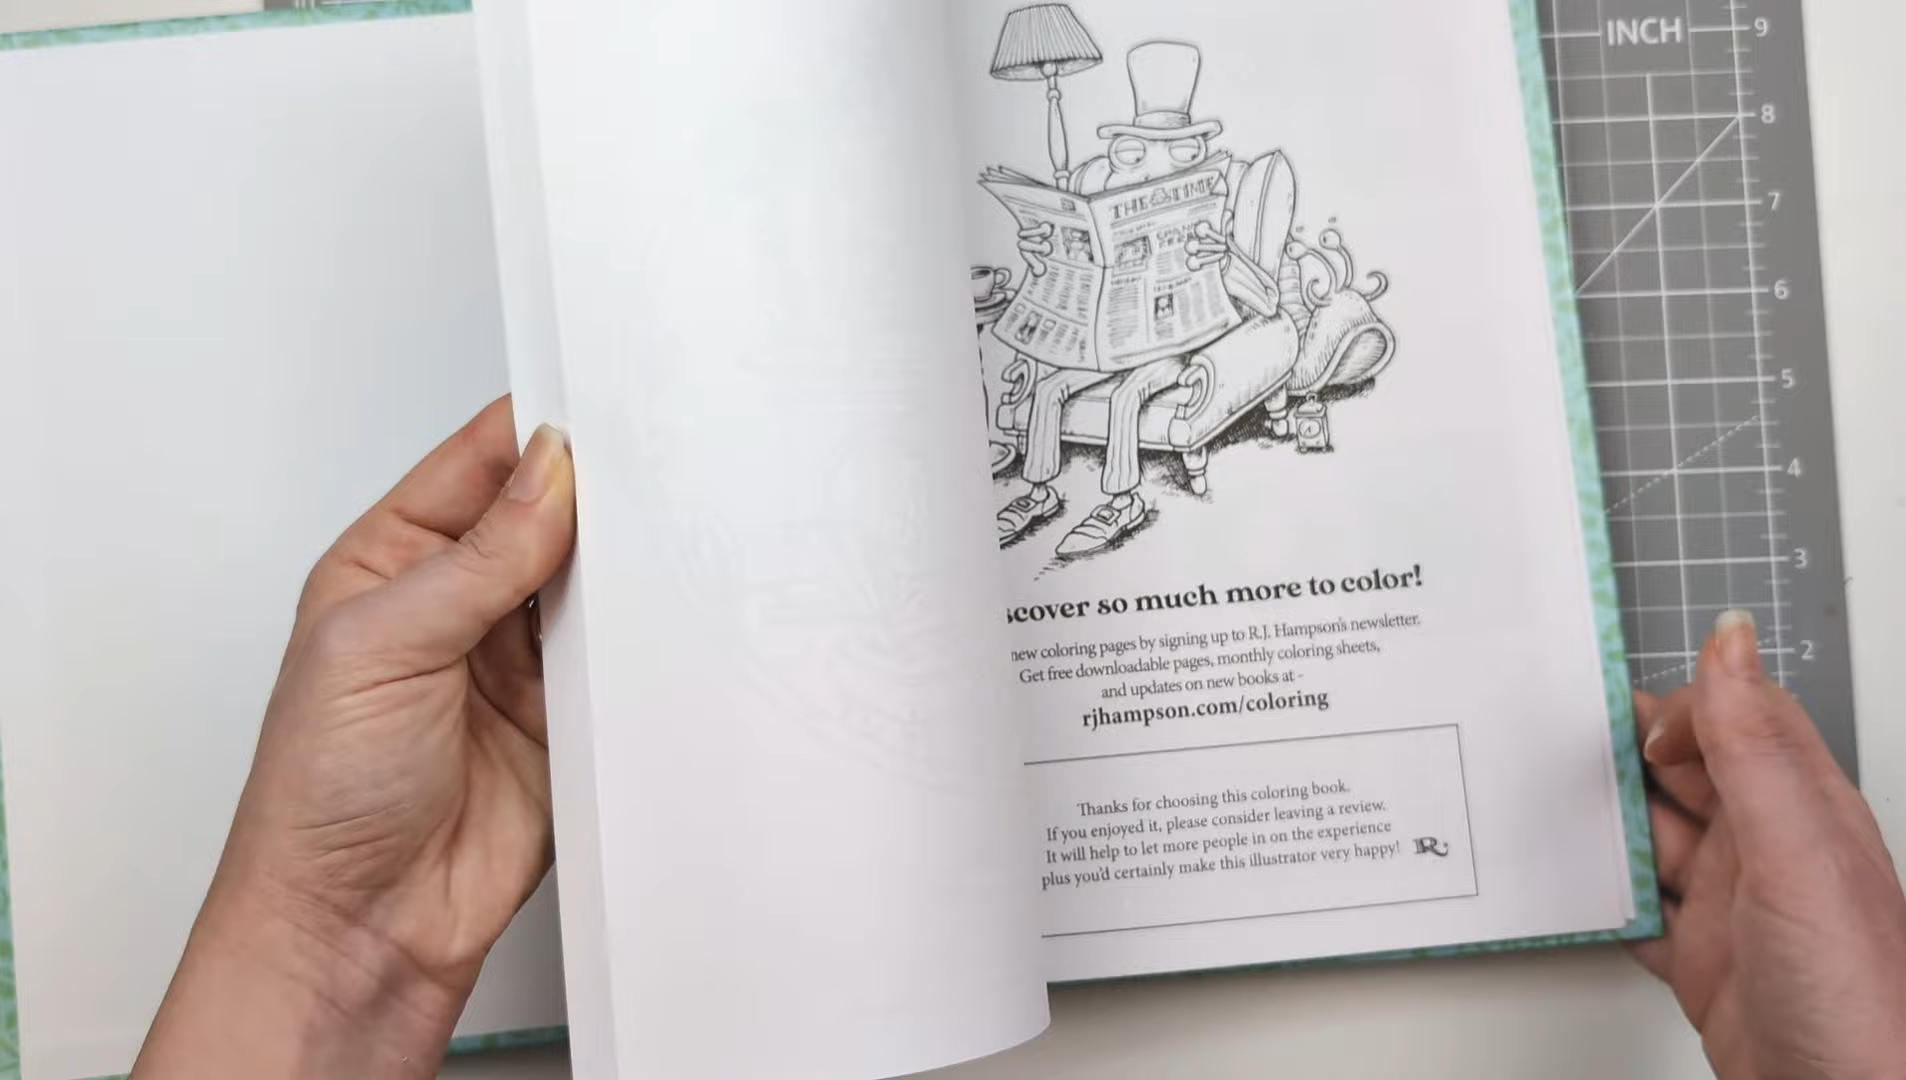 THE TIME
scover so much more to color!
new coloring pages by signing up to R.J. Hampson's newsletter.
Get free downloadable pages, monthly coloring sheets,
and updates on new books at -
rjhampson.com/coloring
Thanks for choosing this coloring book.
If you enjoyed it, please consider leaving a review.
It will help to let more people in on the experience
plus you'd certainly make this illustrator very happy!
R
INCH
9
8
7
6
5
4
3
2